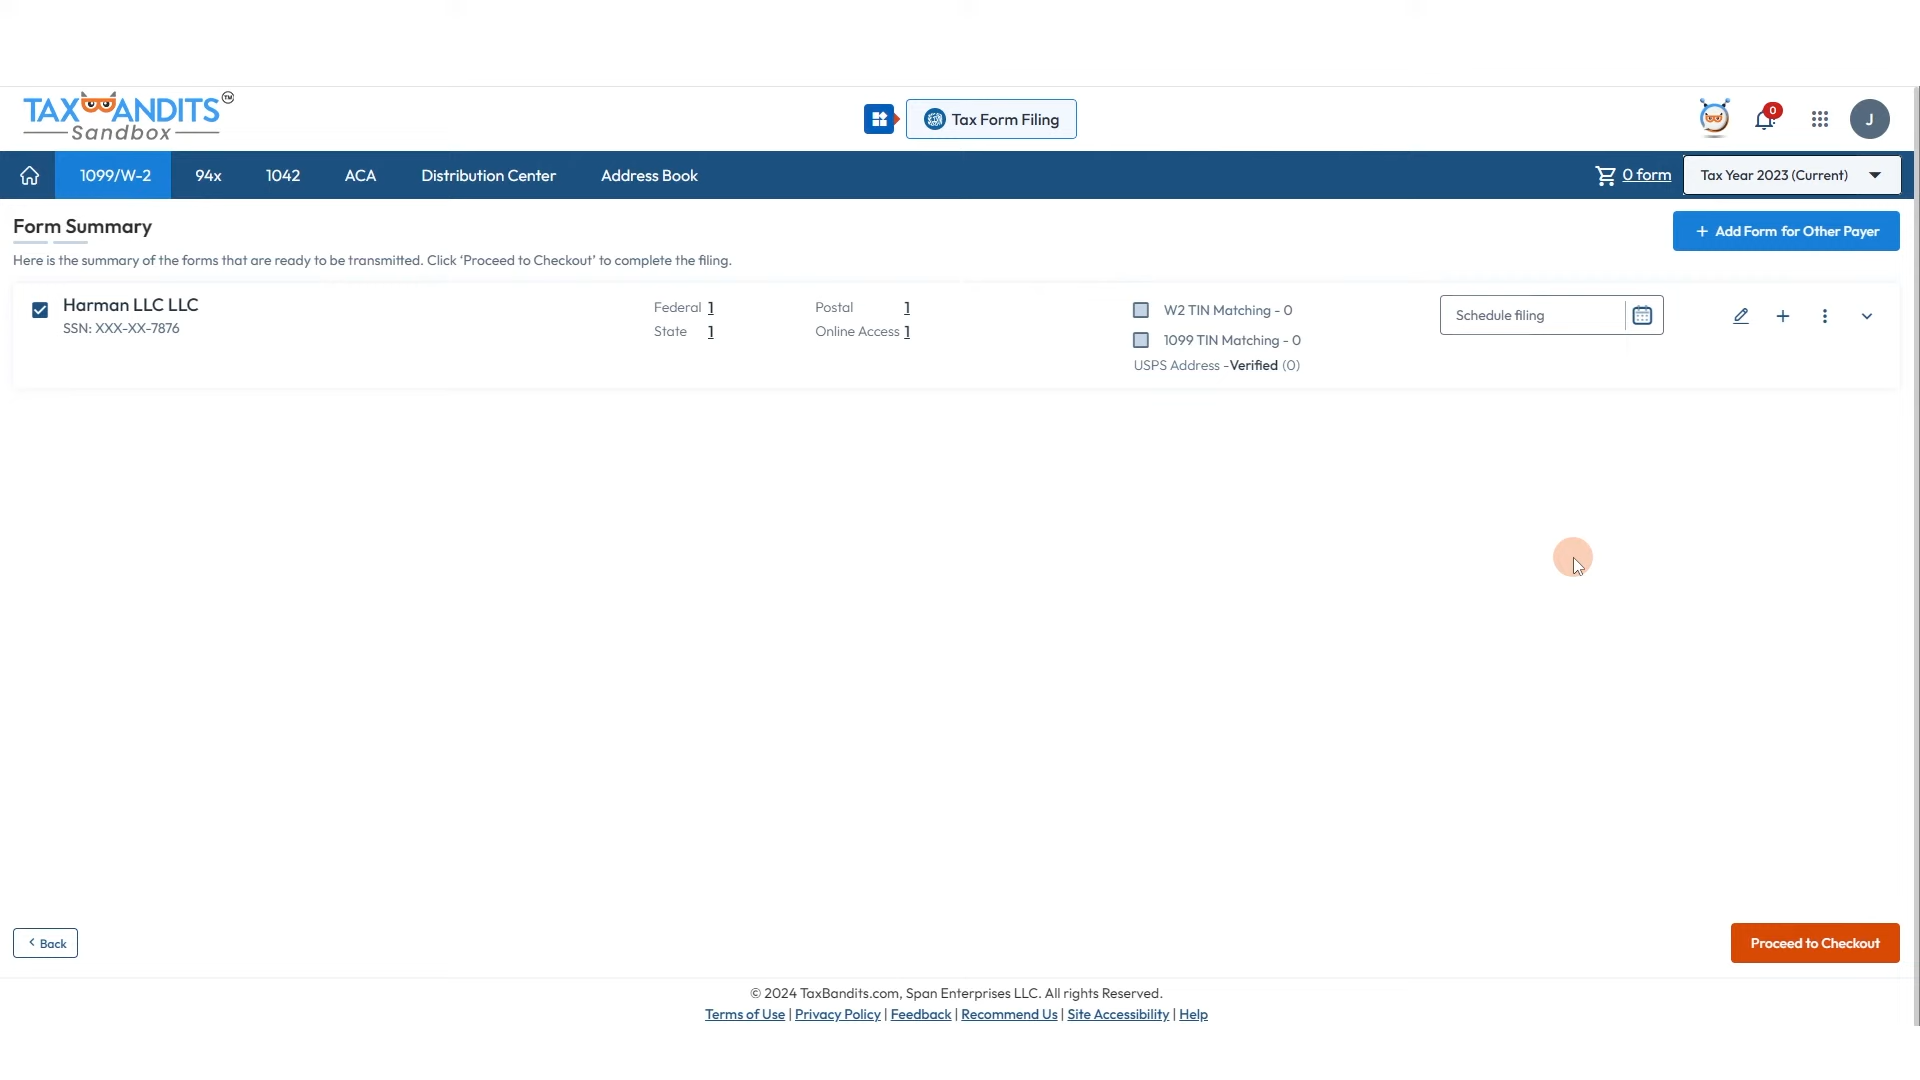 TAXBANDITS TM
Sandbox
Tax Form Filing
0
J
1099/W-2 94x 1042 ACA Distribution Center Address Book 0 form Tax Year 2023 (Current)
Form Summary
+ Add Form for Other Payer
Here is the summary of the forms that are ready to be transmitted. Click ‘Proceed to Checkout’ to complete the filing.
Harman LLC LLC
SSN: XXX-XX-7876
Federal 1
State 1
Postal 1
Online Access 1
W2 TIN Matching - 0
1099 TIN Matching - 0
USPS Address -Verified (0)
Schedule filing
Back
Proceed to Checkout
© 2024 TaxBandits.com, Span Enterprises LLC. All rights Reserved.
Terms of Use | Privacy Policy | Feedback | Recommend Us | Site Accessibility | Help